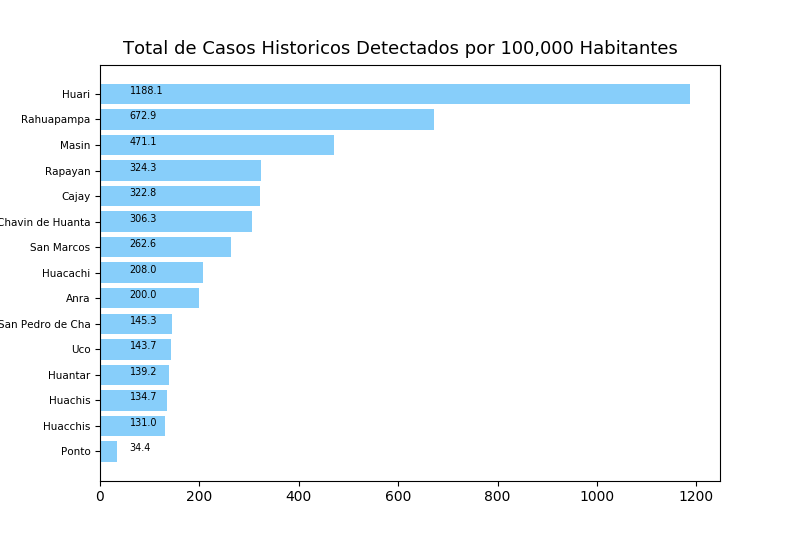 Total de Casos Historicos Detectados por 100,000 Habitantes
Huari 1188.1
Rahuapampa 672.9
Masin 471.1
Rapayan 324.3
Cajay 322.8
Chavin de Huanta 306.3
San Marcos 262.6
Huacachi 208.0
Anra 200.0
San Pedro de Cha 145.3
Uco 143.7
Huantar 139.2
Huachis 134.7
Huacchis 131.0
Ponto 34.4
0 200 400 600 800 1000 1200